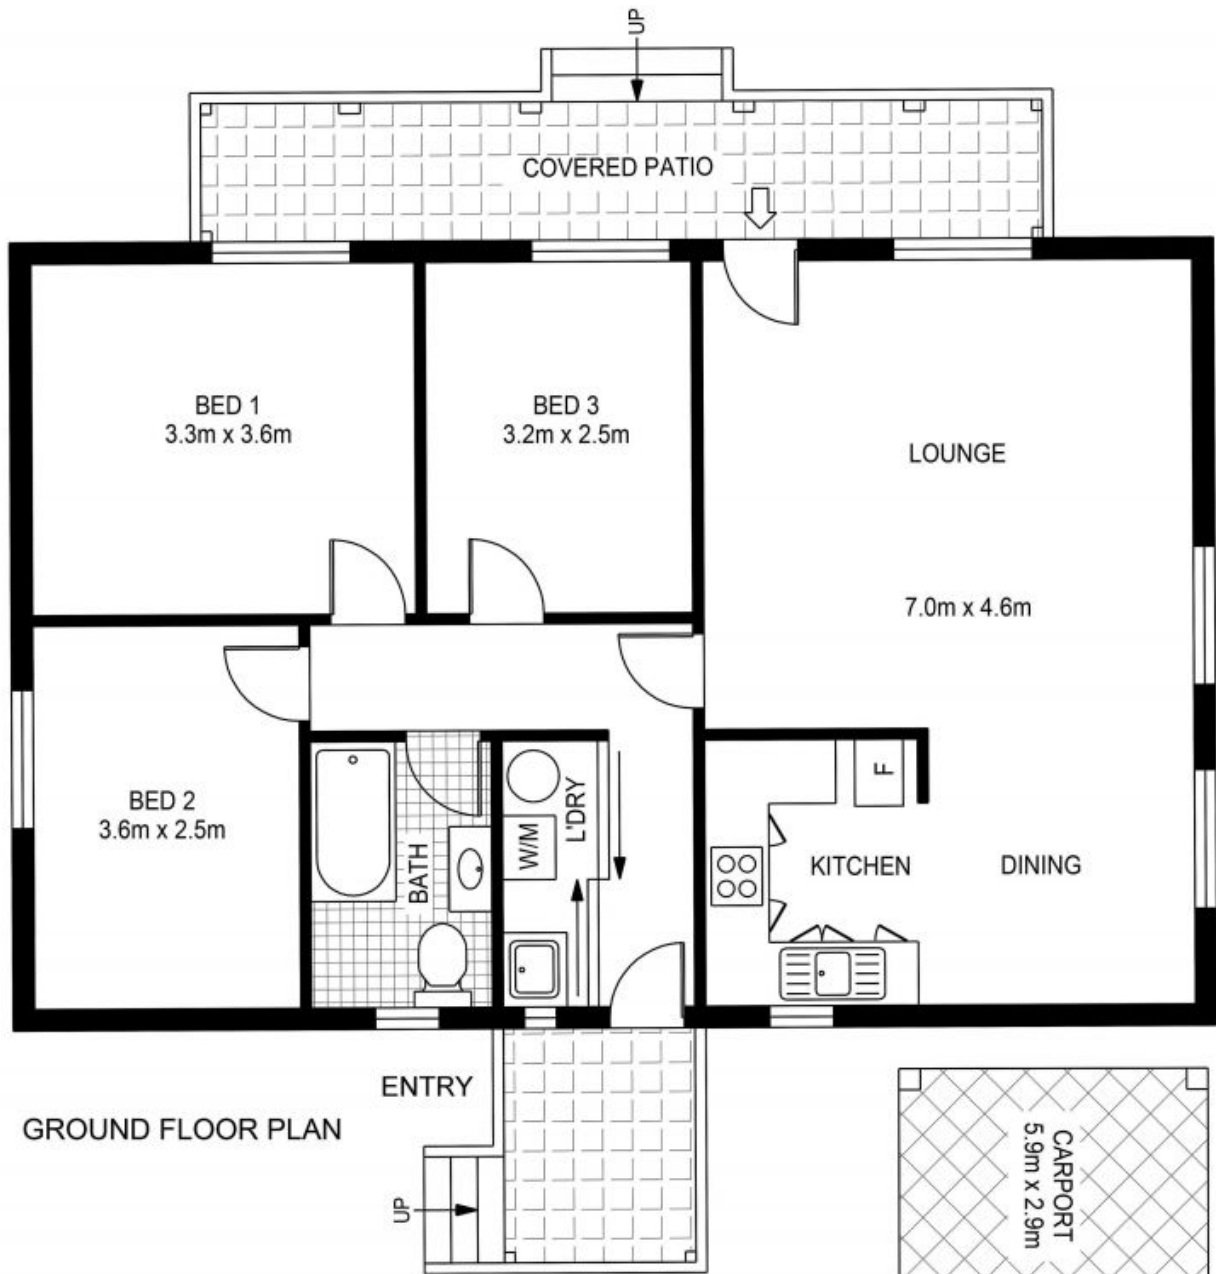 UP
COVERED PATIO
BED 1
3.3m x 3.6m
BED 3
3.2m x 2.5m
LOUNGE
7.0m x 4.6m
BED 2
3.6m x 2.5m
BATH
W/M
L'DRY
F
KITCHEN
DINING
ENTRY
GROUND FLOOR PLAN
UP
CARPORT
5.9m x 2.9m